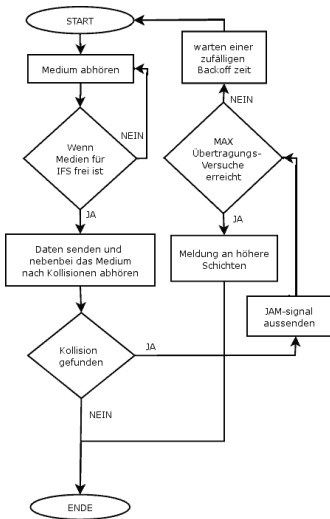 START
Medium abhören
NEIN
Wenn
Medien für
IFS frei ist
JA
Daten senden und
nebenbei das Medium
nach Kollisionen abhören
Kollision
gefunden
JA
NEIN
ENDE
warten einer
zufälligen
Backoff zeit
NEIN
MAX
Übertragungs-
Versuche
erreicht
JA
Meldung an höhere
Schichten
JAM-signal
aussenden